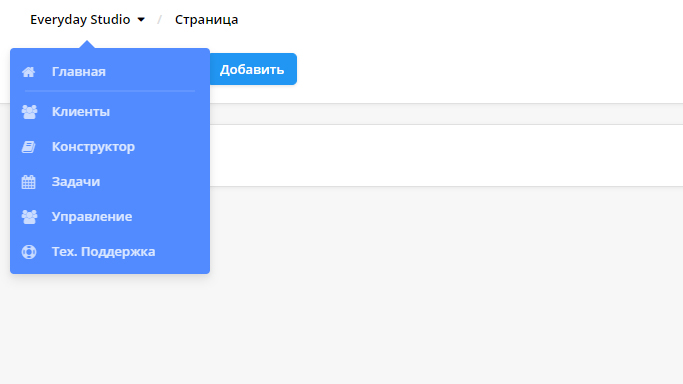 Everyday Studio / Страница
Добавить
Главная
Клиенты
Конструктор
Задачи
Управление
Тех. Поддержка